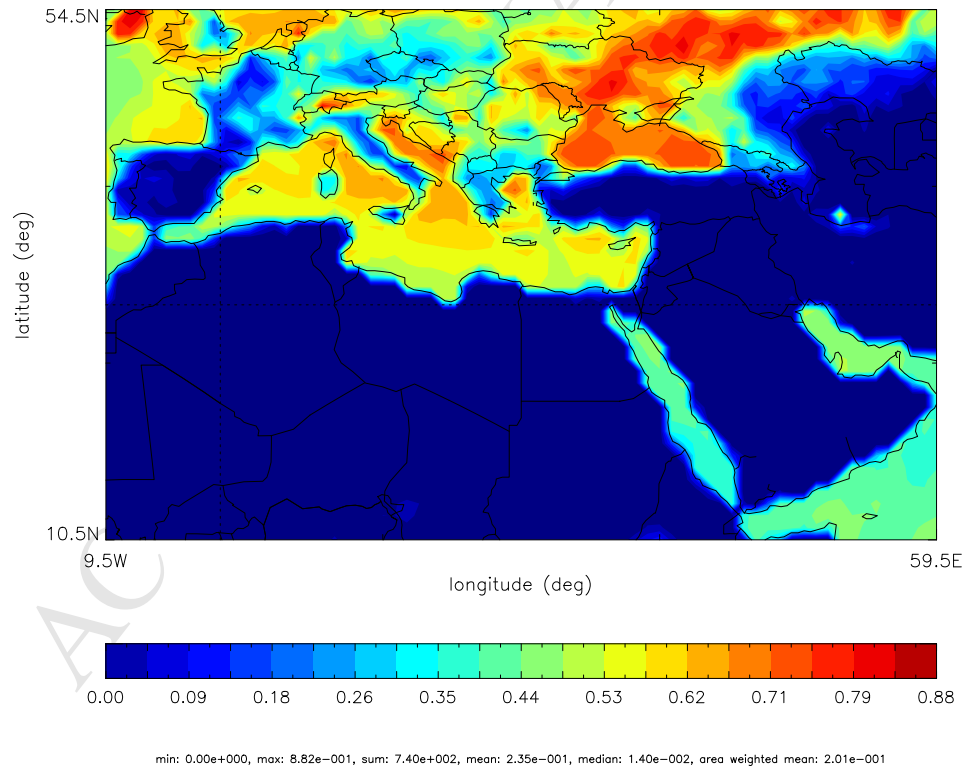 54.5N
latitude (deg)
10.5N
9.5W
59.5E
longitude (deg)
AC
0.00 0.09 0.18 0.26 0.35 0.44 0.53 0.62 0.71 0.79 0.88
min: 0.00e+000, max: 8.82e-001, sum: 7.40e+002, mean: 2.35e-001, median: 1.40e-002, area weighted mean: 2.01e-001